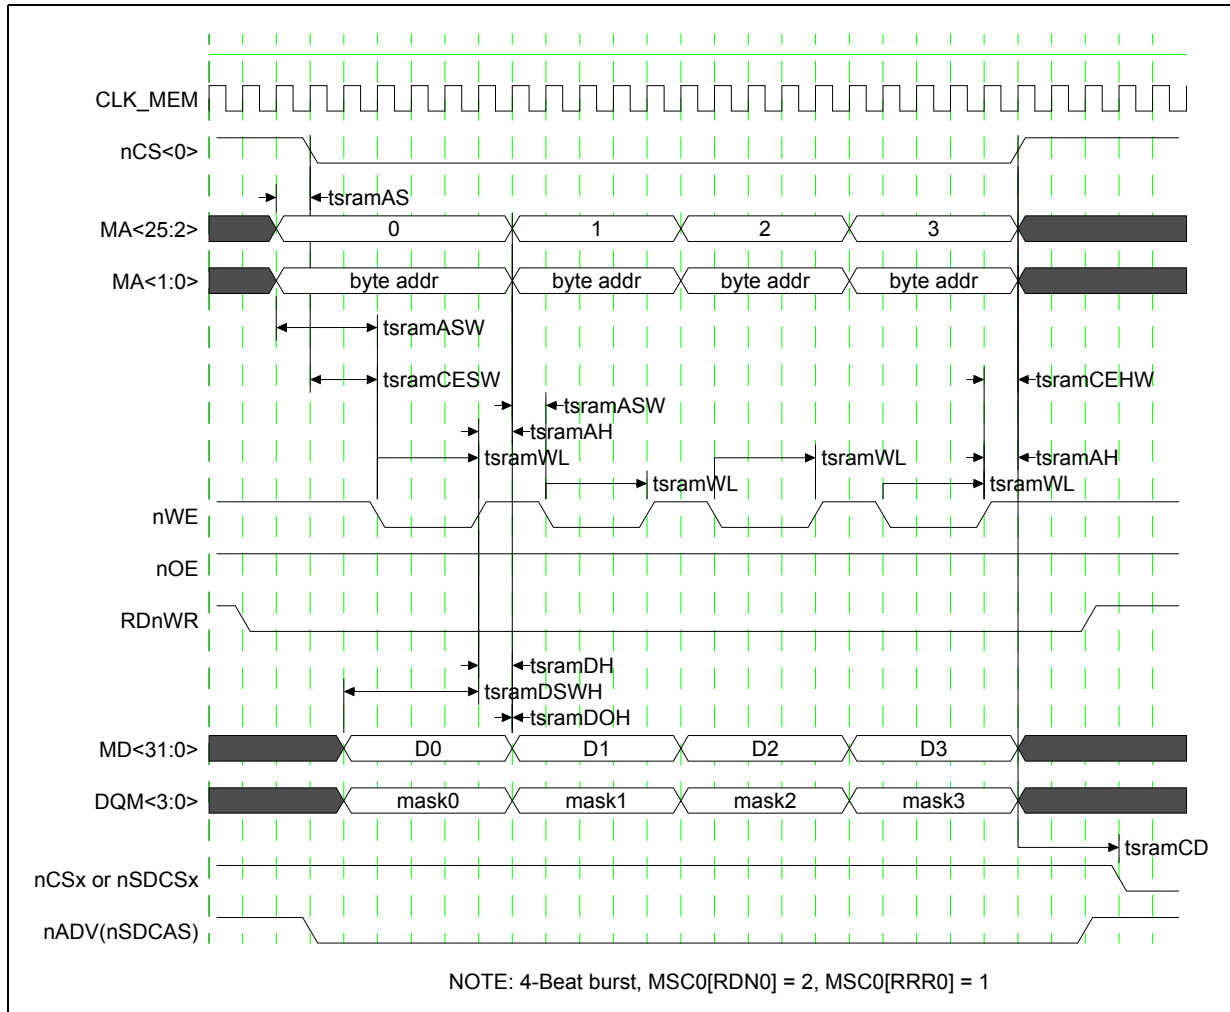 CLK_MEM
nCS<0>
tsramAS
MA<25:2>
0
1
2
3
MA<1:0>
byte addr
byte addr
byte addr
byte addr
tsramASW
tsramCESW
tsramCEHW
tsramASW
tsramAH
tsramWL
tsramWL
tsramAH
tsramWL
tsramWL
nWE
nOE
RDnWR
tsramDH
tsramDSWH
tsramDOH
MD<31:0>
D0
D1
D2
D3
DQM<3:0>
mask0
mask1
mask2
mask3
tsramCD
nCSx or nSDCSx
nADV(nSDCAS)
NOTE: 4-Beat burst, MSC0[RDN0] = 2, MSC0[RRR0] = 1